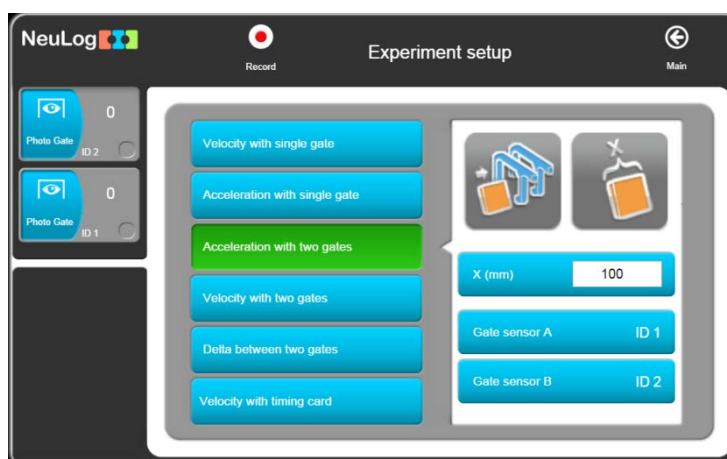 NeuLog
Record
Experiment setup
Main
0
Photo Gate
ID 2
0
Photo Gate
ID 1
Velocity with single gate
Acceleration with single gate
Acceleration with two gates
Velocity with two gates
Delta between two gates
Velocity with timing card
X
X (mm) 100
Gate sensor A ID 1
Gate sensor B ID 2